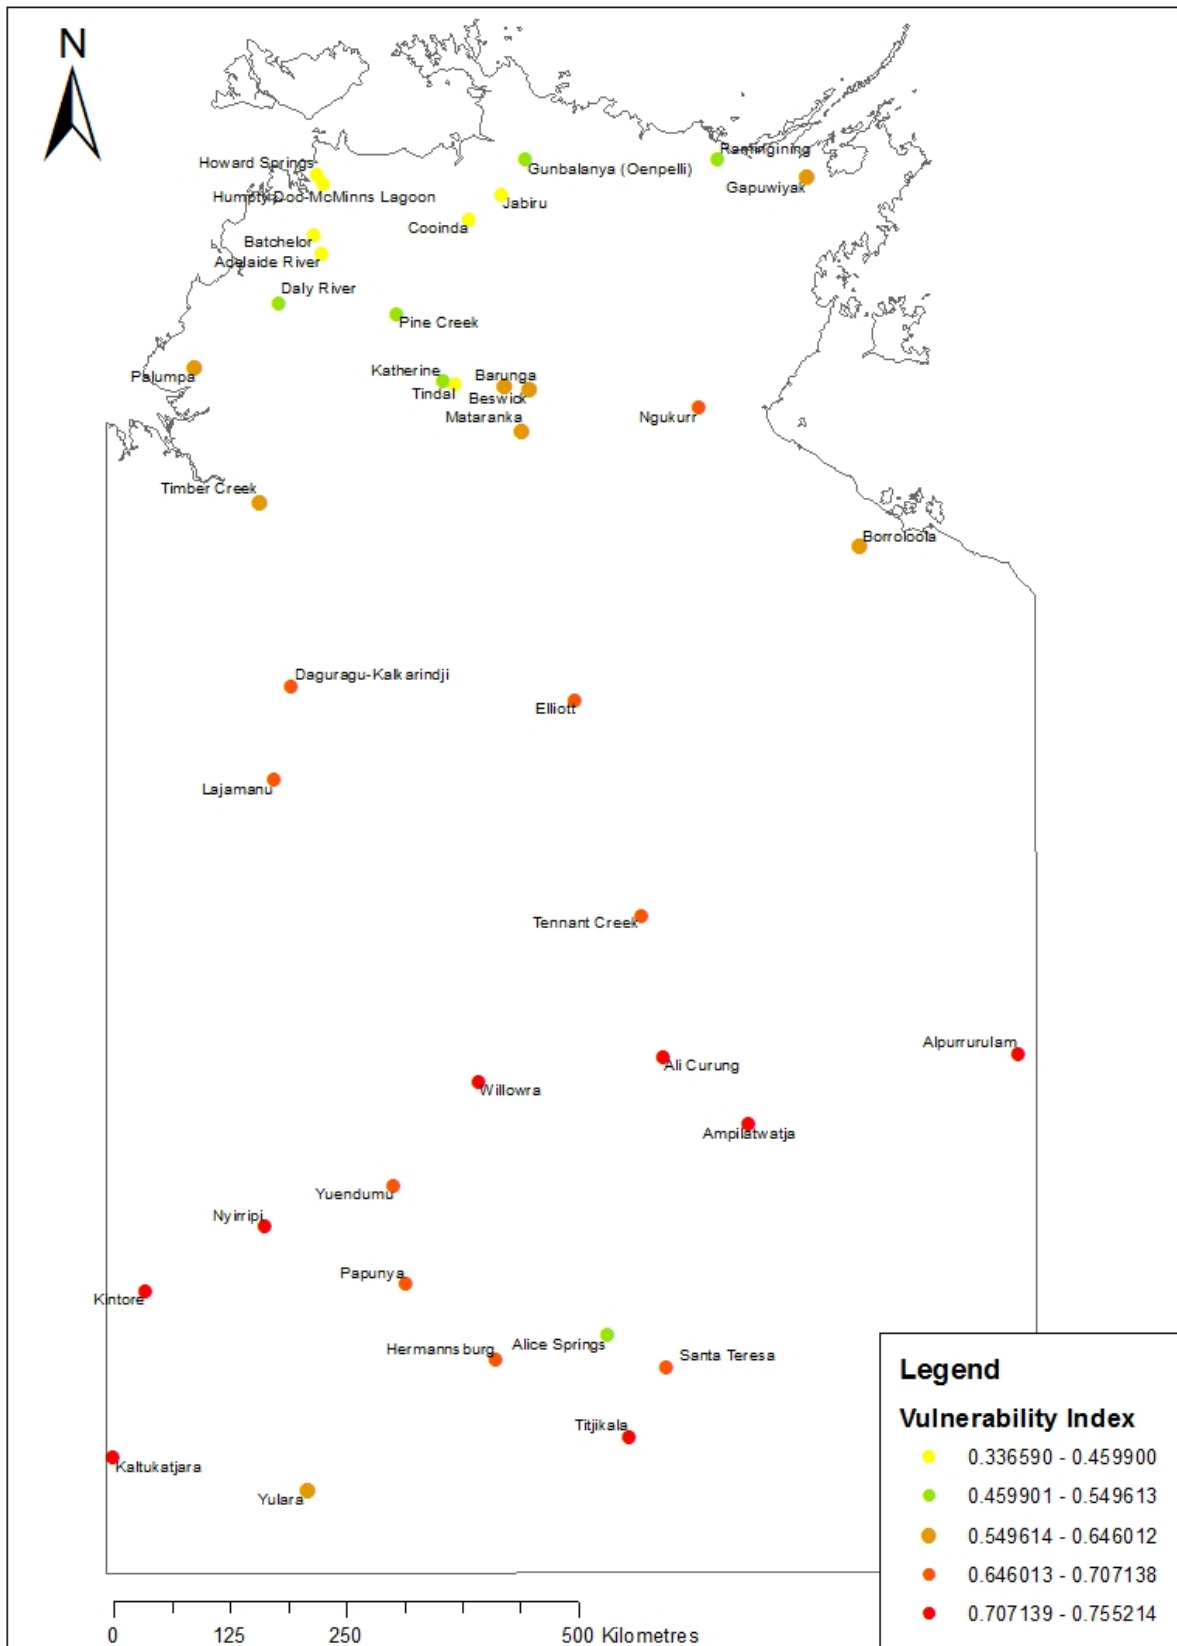 N
Howard Springs
Humpty Doo-McMinns Lagoon
Gunbalanya (Oenpelli)
Ramingining
Gapuwiyak
Jabiru
Cooinda
Batchelor
Adelaide River
Daly River
Pine Creek
Palumpa
Katherine
Tindal
Barunga
Beswick
Mataranka
Ngukurr
Timber Creek
Borroloola
Daguragu-Kalkarindji
Elliott
Lajamanu
Tennant Creek
Alpurrurulam
Ali Curung
Willowra
Ampilatwatja
Yuendumu
Nyirripi
Papunya
Kintore
Hermannsburg
Alice Springs
Santa Teresa
Titjikala
Kaltukatjara
Yulara
Legend
Vulnerability Index
0.336590 - 0.459900
0.459901 - 0.549613
0.549614 - 0.646012
0.646013 - 0.707138
0.707139 - 0.755214
0 125 250 500 Kilometres